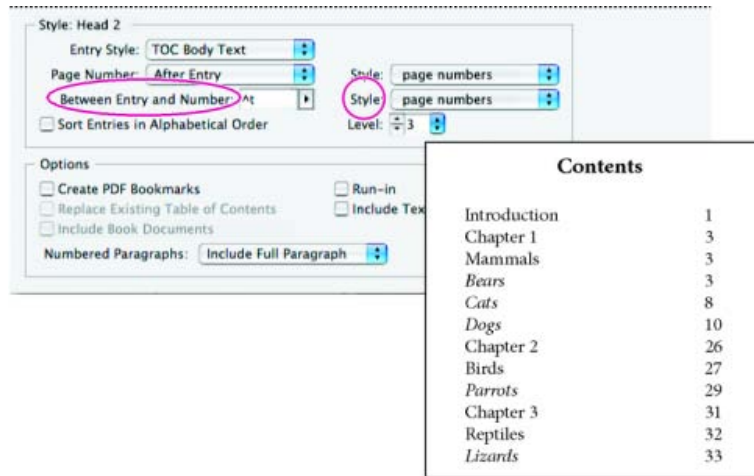 Style: Head 2
Entry Style: TOC Body Text
Page Number: After Entry Style: page numbers
Between Entry and Number: ^t Style: page numbers
Sort Entries in Alphabetical Order Level: 3
Options
Create PDF Bookmarks Run-in
Replace Existing Table of Contents Include Tex
Include Book Documents
Numbered Paragraphs: Include Full Paragraph
Contents
Introduction 1
Chapter 1 3
Mammals 3
Bears 3
Cats 8
Dogs 10
Chapter 2 26
Birds 27
Parrots 29
Chapter 3 31
Reptiles 32
Lizards 33